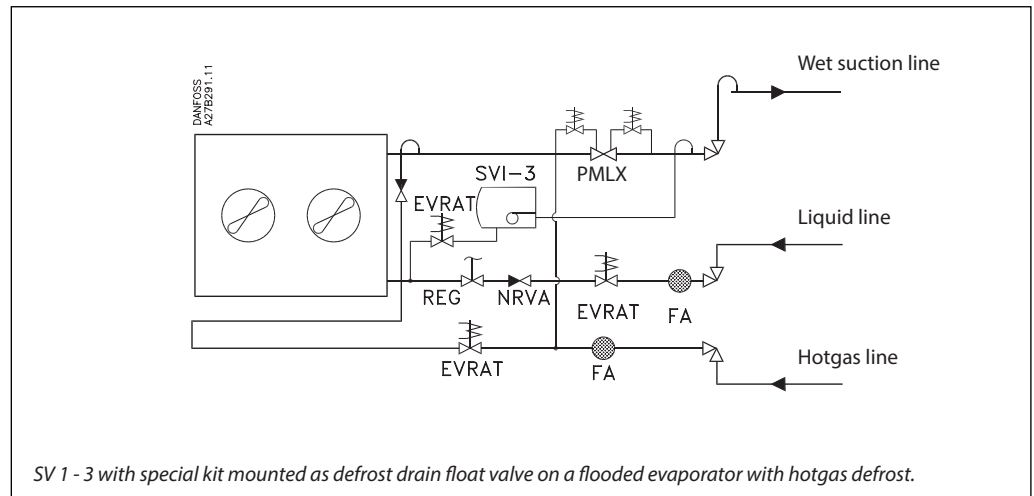 DANFOSS
A27B291.11
Wet suction line
SVI-3
PMLX
EVRAT
Liquid line
REG
NRVA
EVRAT
FA
EVRAT
FA
Hotgas line
SV 1 - 3 with special kit mounted as defrost drain float valve on a flooded evaporator with hotgas defrost.